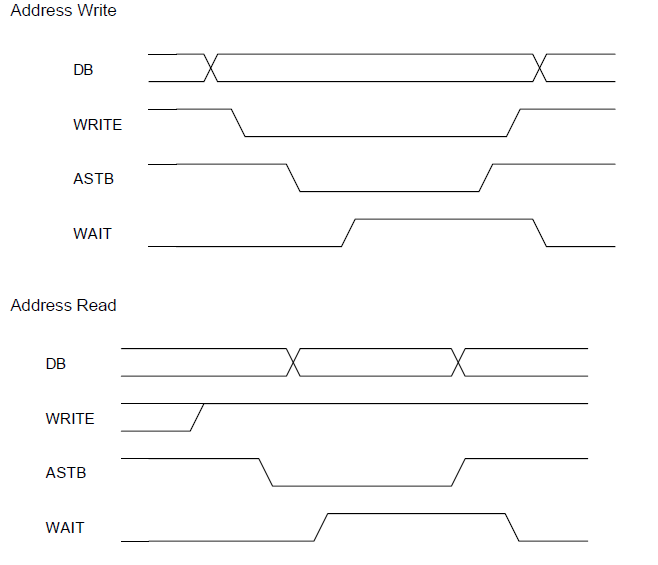 Address Write
DB
WRITE
ASTB
WAIT
Address Read
DB
WRITE
ASTB
WAIT